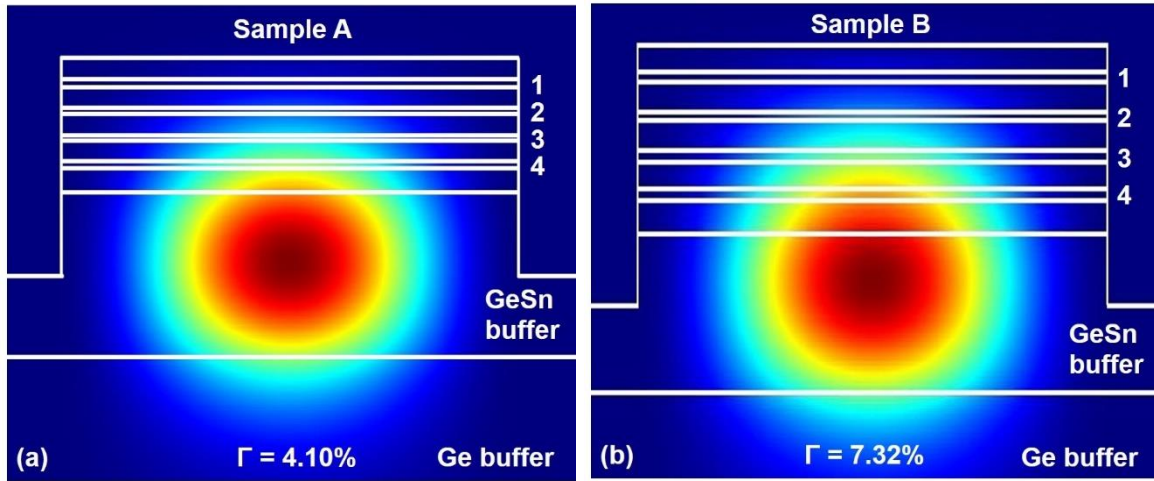 Sample A
1
2
3
4
GeSn
buffer
(a)
Γ = 4.10%
Ge buffer
Sample B
1
2
3
4
GeSn
buffer
(b)
Γ = 7.32%
Ge buffer